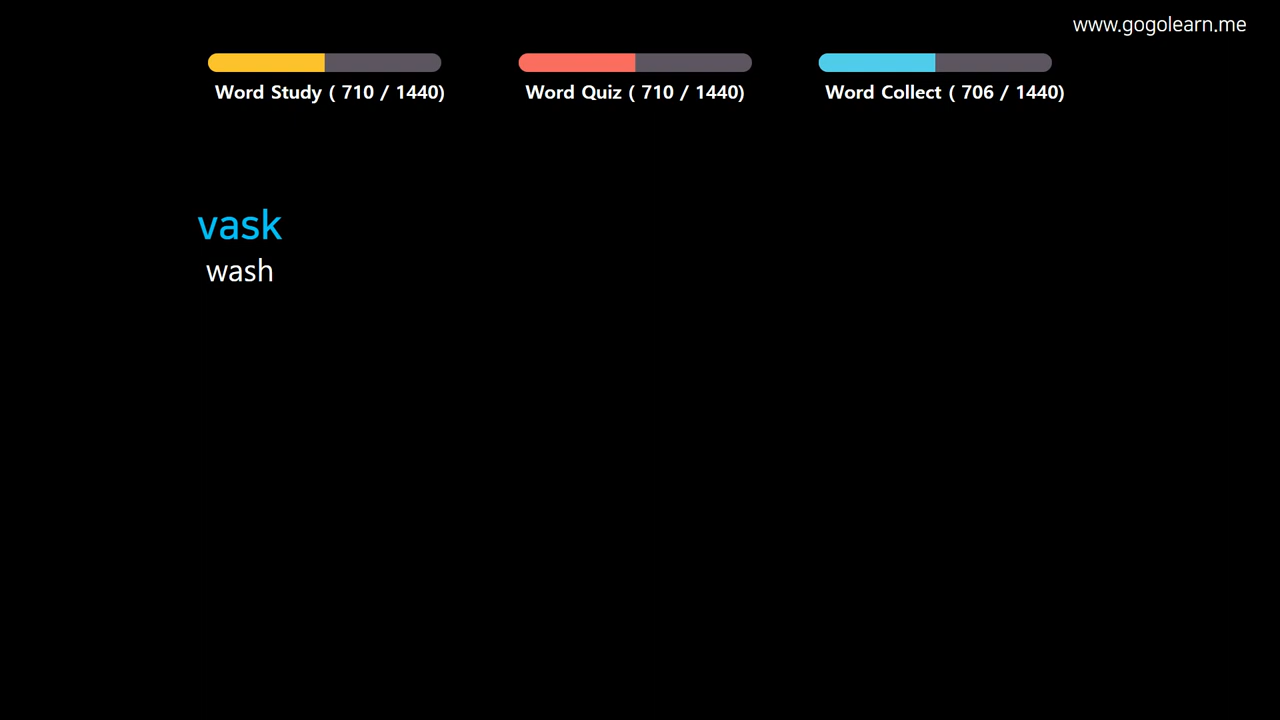 www.gogolearn.me
Word Study ( 710 / 1440)
Word Quiz ( 710 / 1440)
Word Collect ( 706 / 1440)
vask
wash